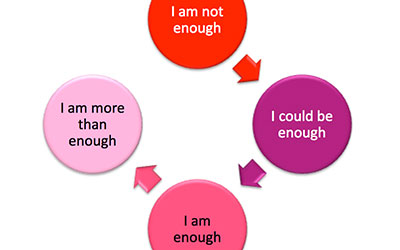 I am not
enough
I could be
enough
I am
enough
I am more
than
enough